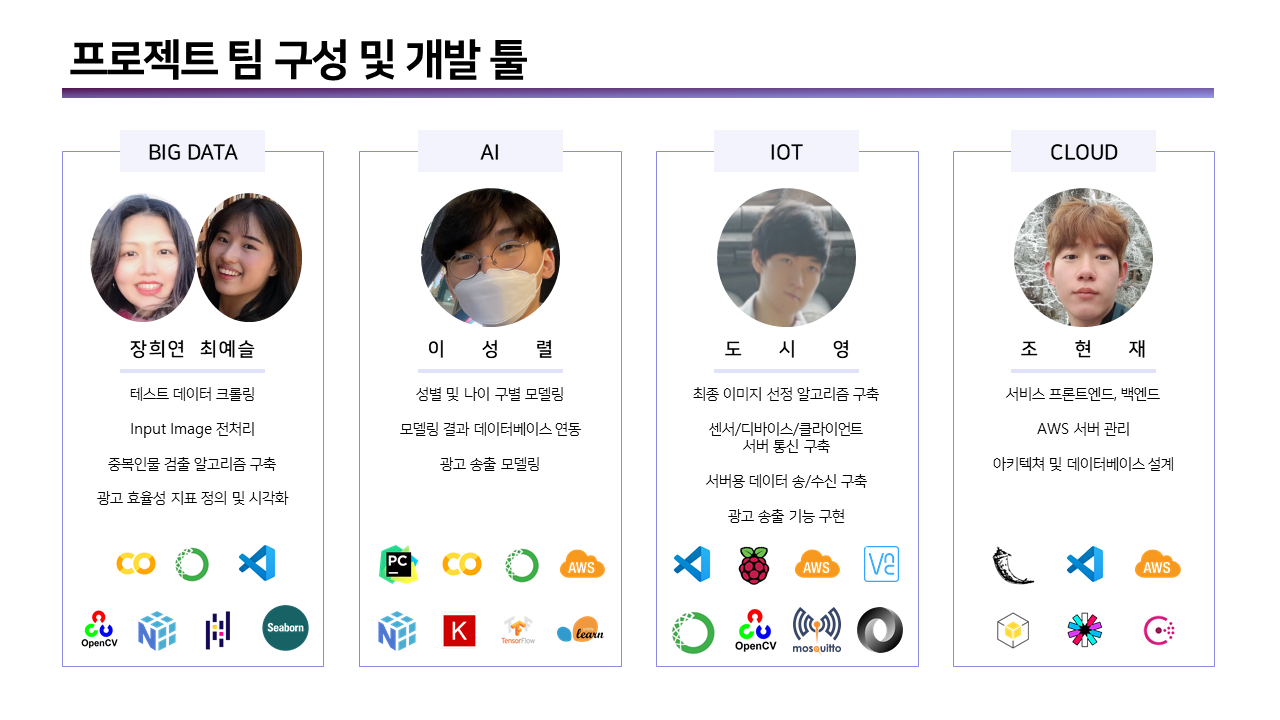 프로젝트 팀 구성 및 개발 툴
BIG DATA
장희연 최예슬
테스트 데이터 크롤링
Input Image 전처리
중복인물 검출 알고리즘 구축
광고 효율성 지표 정의 및 시각화
OpenCV
Seaborn
AI
이 성 렬
성별 및 나이 구별 모델링
모델링 결과 데이터베이스 연동
광고 송출 모델링
PC
AWS
K
TensorFlow
learn
IOT
도 시 영
최종 이미지 선정 알고리즘 구축
센서/디바이스/클라이언트
서버 통신 구축
서버용 데이터 송/수신 구축
광고 송출 기능 구현
AWS
VNC
OpenCV
mosquitto
CLOUD
조 현 재
서비스 프론트엔드, 백엔드
AWS 서버 관리
아키텍쳐 및 데이터베이스 설계
AWS